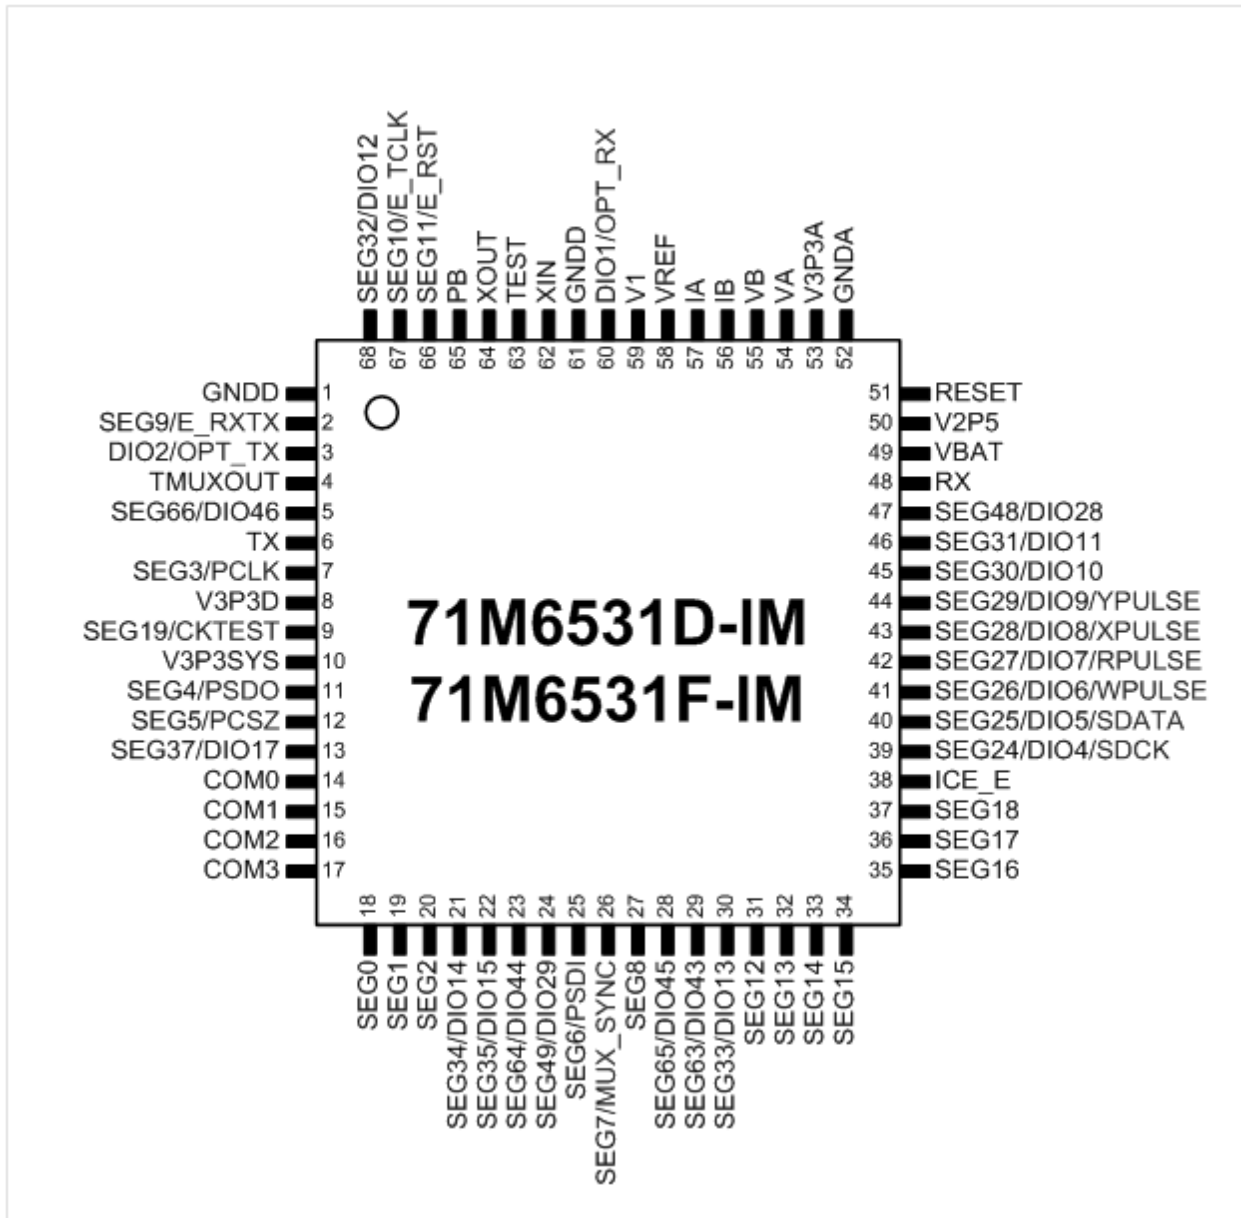 SEG32/DIO12
SEG10/E_TCLK
SEG11/E_RST
PB
XOUT
TEST
XIN
GNDD
DIO1/OPT_RX
V1
VREF
IA
IB
VB
VA
V3P3A
GNDA
68
67
66
65
64
63
62
61
60
59
58
57
56
55
54
53
52
GNDD 1
SEG9/E_RXTX 2
DIO2/OPT_TX 3
TMUXOUT 4
SEG66/DIO46 5
TX 6
SEG3/PCLK 7
V3P3D 8
SEG19/CKTEST 9
V3P3SYS 10
SEG4/PSDO 11
SEG5/PCSZ 12
SEG37/DIO17 13
COM0 14
COM1 15
COM2 16
COM3 17
71M6531D-IM
71M6531F-IM
51 RESET
50 V2P5
49 VBAT
48 RX
47 SEG48/DIO28
46 SEG31/DIO11
45 SEG30/DIO10
44 SEG29/DIO9/YPULSE
43 SEG28/DIO8/XPULSE
42 SEG27/DIO7/RPULSE
41 SEG26/DIO6/WPULSE
40 SEG25/DIO5/SDATA
39 SEG24/DIO4/SDCK
38 ICE_E
37 SEG18
36 SEG17
35 SEG16
18
19
20
21
22
23
24
25
26
27
28
29
30
31
32
33
34
SEG0
SEG1
SEG2
SEG34/DIO14
SEG35/DIO15
SEG64/DIO44
SEG49/DIO29
SEG6/PSDI
SEG7/MUX_SYNC
SEG8
SEG65/DIO45
SEG63/DIO43
SEG33/DIO13
SEG12
SEG13
SEG14
SEG15